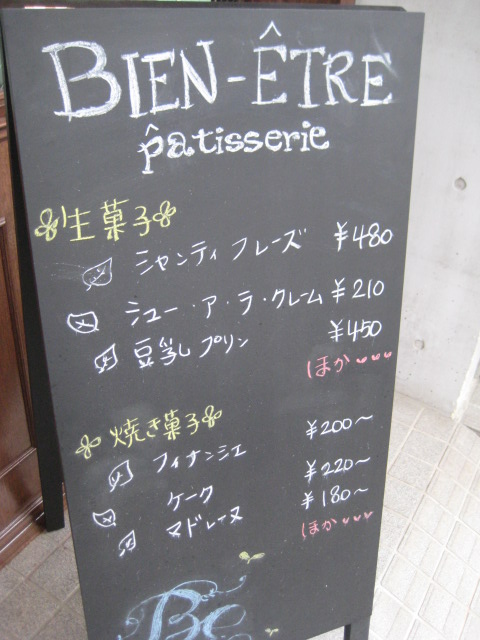 BIEN-ÊTRE
pâtisserie
生菓子
シャンティ フレーズ ¥480
シュー・ア・ラ・クレーム ¥210
豆乳プリン ¥450
ほか
焼き菓子
フィナンシェ ¥200〜
ケーク ¥220〜
マドレーヌ ¥180〜
ほか
Be